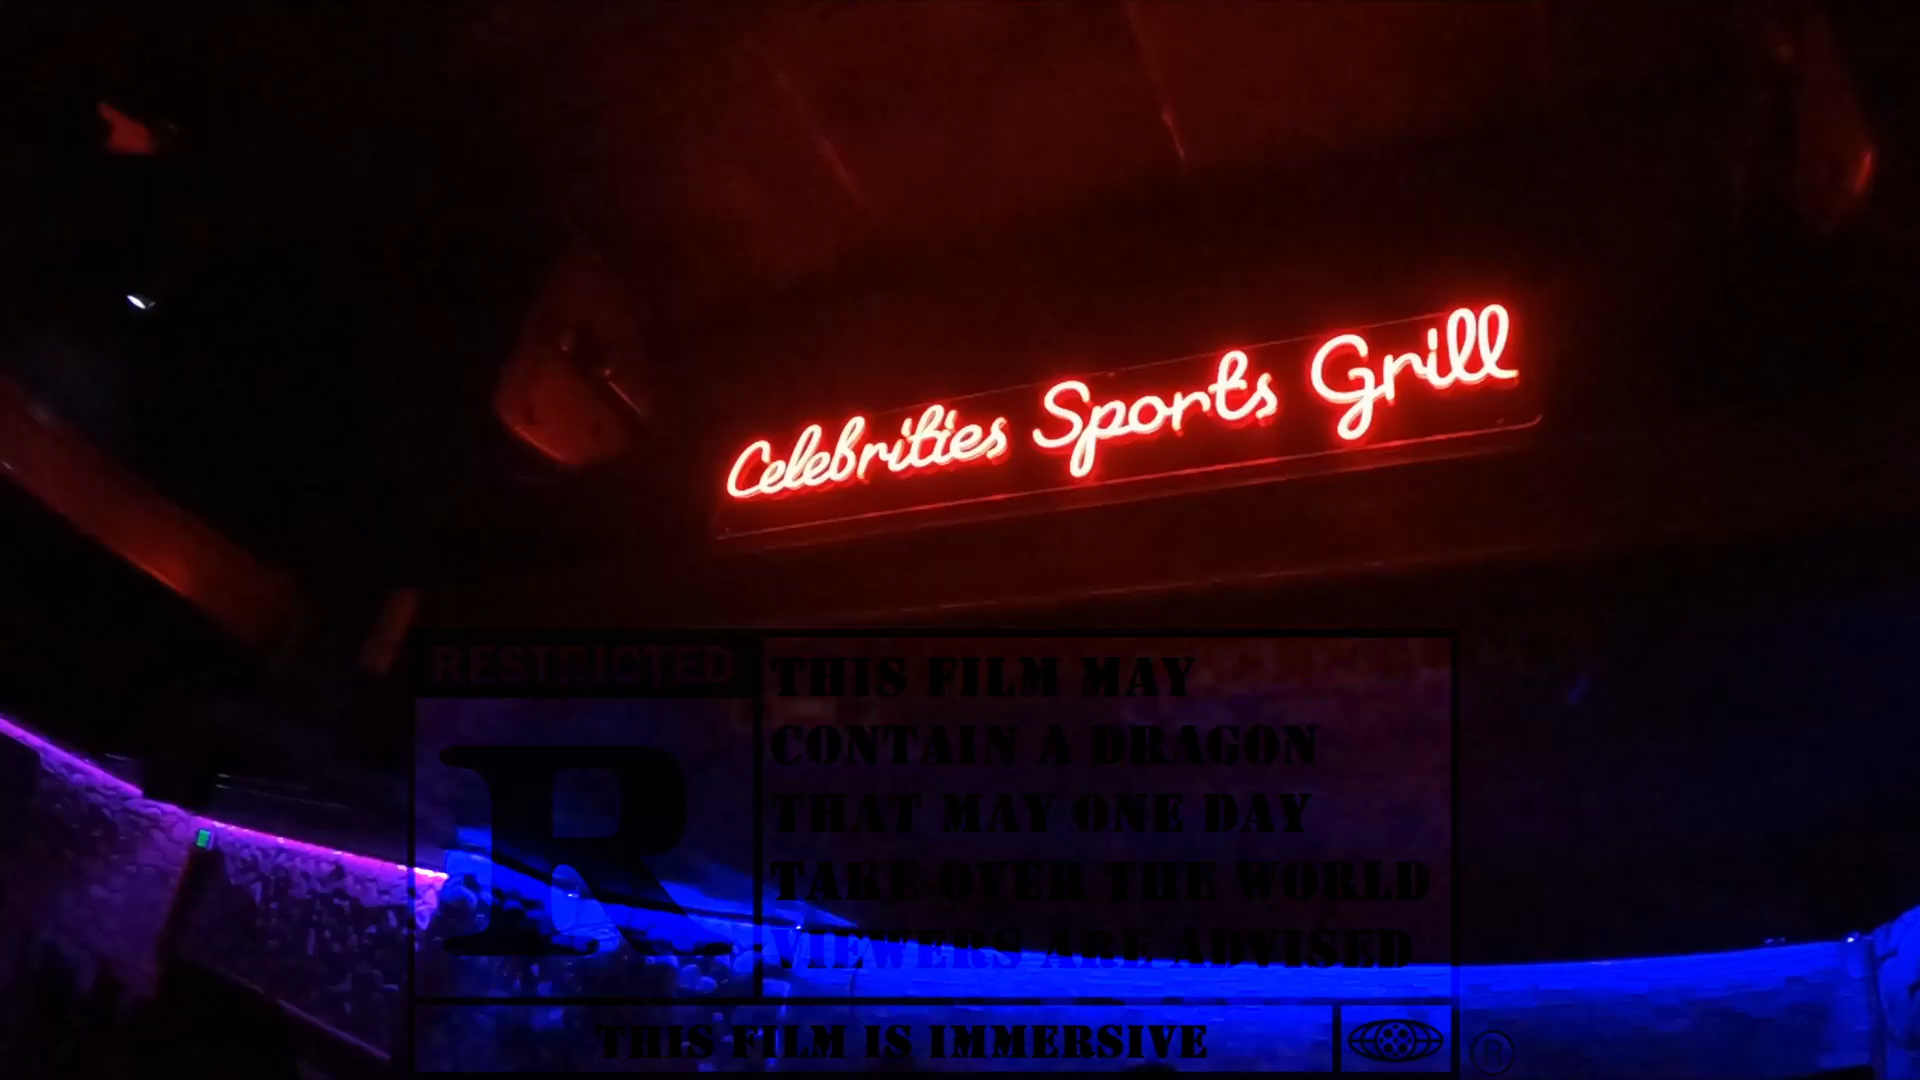 Celebrities Sports Grill
RESTRICTED
R
THIS FILM MAY
CONTAIN A DRAGON
THAT MAY ONE DAY
TAKE OVER THE WORLD
VIEWERS ARE ADVISED
THIS FILM IS IMMERSIVE
®